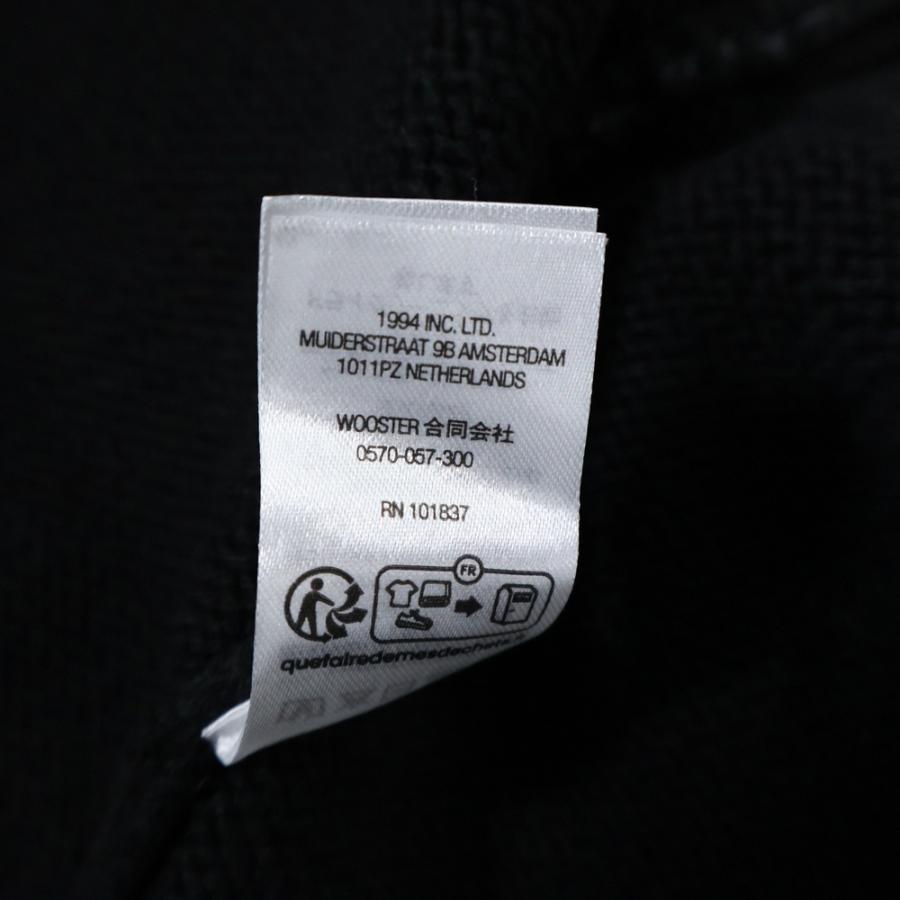 1994 INC. LTD.
MUIDERSTRAAT 9B AMSTERDAM
1011PZ NETHERLANDS
WOOSTER 合同会社
0570-057-300
RN 101837
FR
quefairedemesdechets.fr